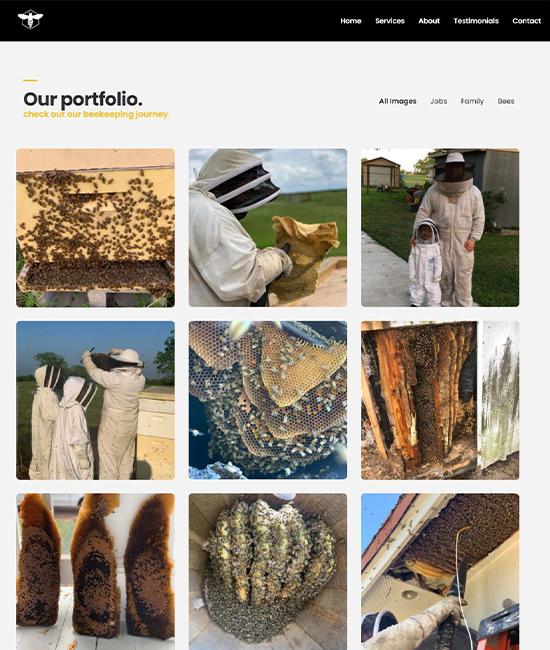 Home Services About Testimonials Contact
Our portfolio.
check out our beekeeping journey
All Images Jobs Family Bees